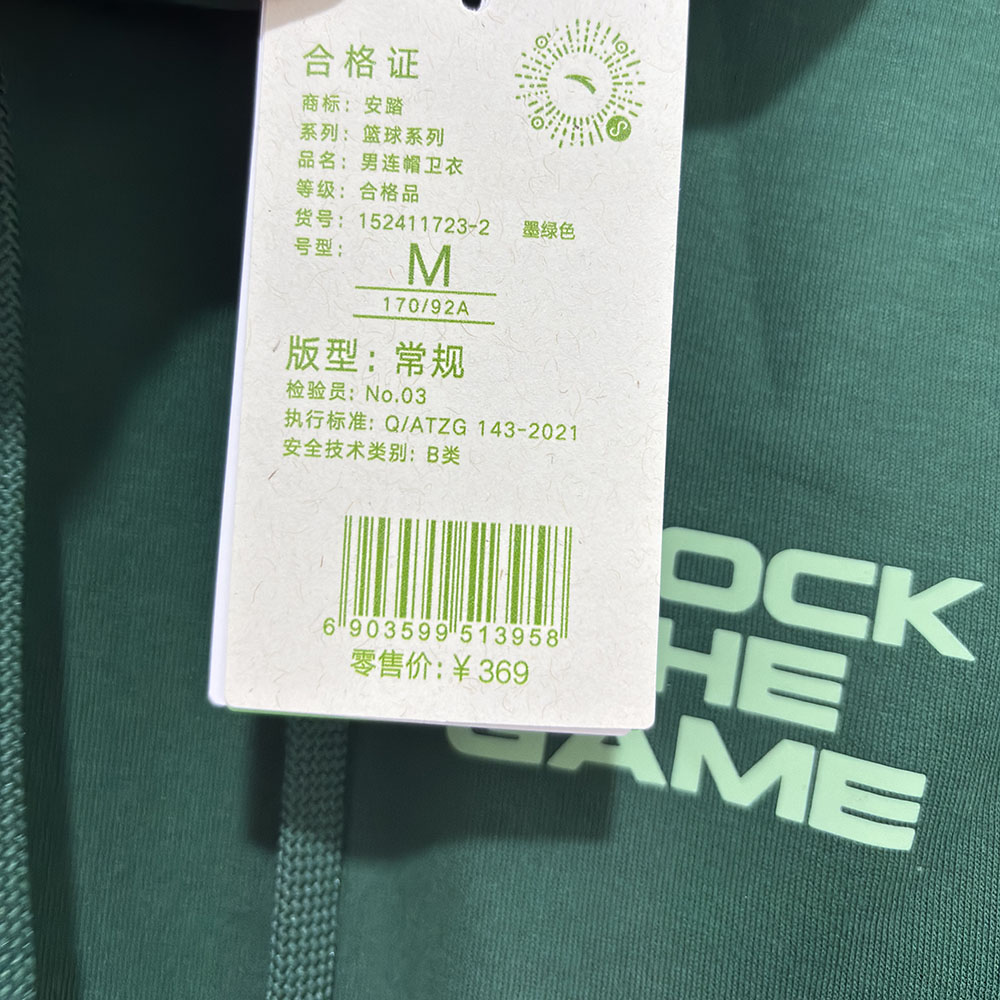 合格证
商标：安踏
系列：篮球系列
品名：男连帽卫衣
等级：合格品
货号：152411723-2 墨绿色
号型：
M
170/92A
版型：常规
检验员：No.03
执行标准：Q/ATZG 143-2021
安全技术类别：B类
6 903599 513958
零售价：¥369
OCK
HE
GAME